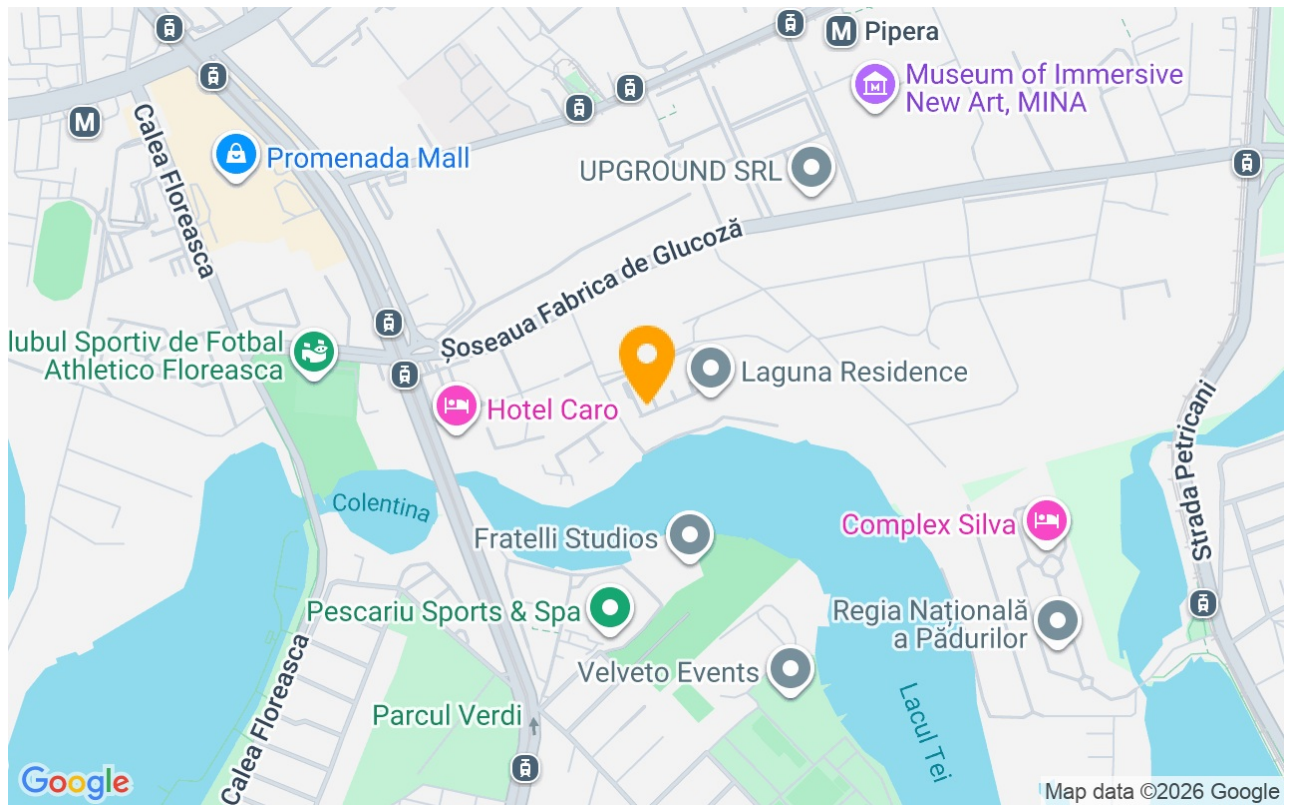 M Pipera
Museum of Immersive
New Art, MINA
M
Calea Floreasca
Promenada Mall
UPGROUND SRL
Șoseaua Fabrica de Glucoză
lubul Sportiv de Fotbal
Athletico Floreasca
Laguna Residence
Hotel Caro
Strada Petricani
Colentina
Complex Silva
Fratelli Studios
Pescariu Sports & Spa
Regia Națională
a Pădurilor
Velveto Events
Calea Floreasca
Parcul Verdi
Lacul Tei
Google
Map data ©2026 Google